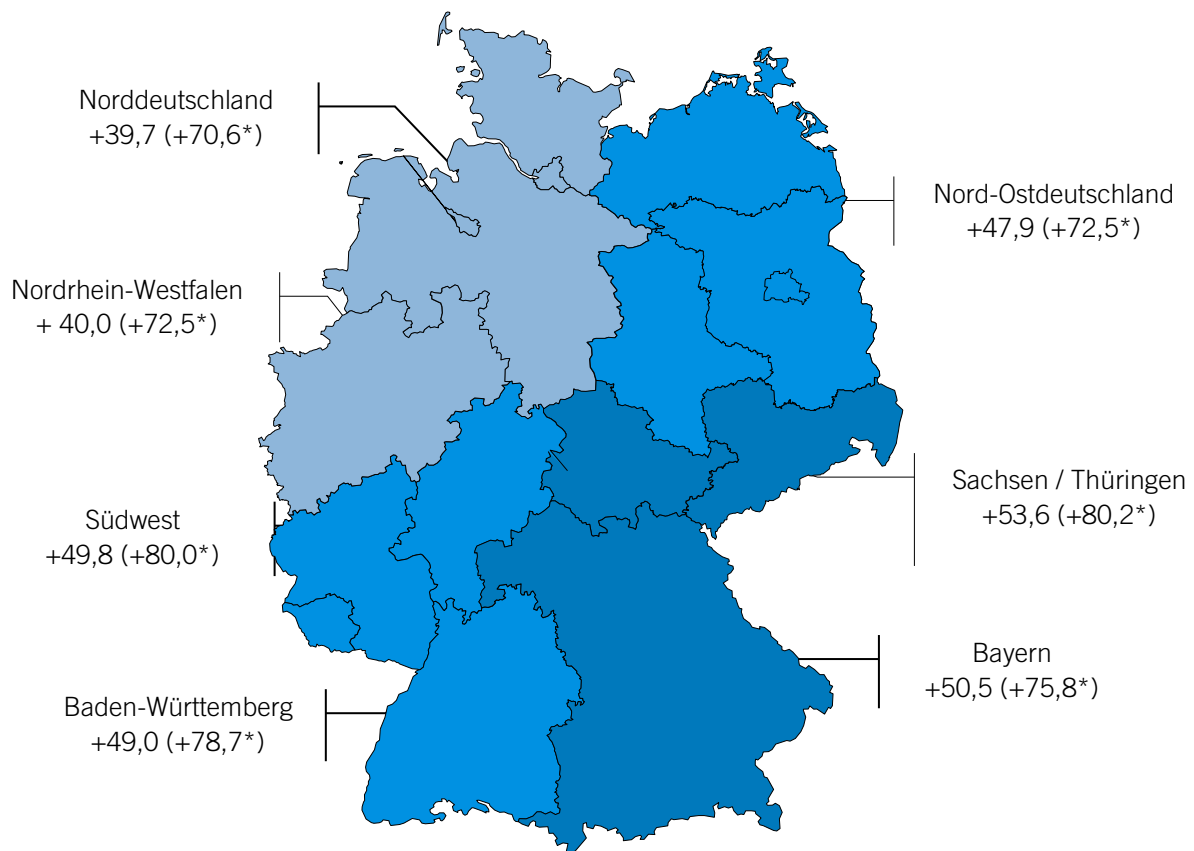 Norddeutschland
+39,7 (+70,6*)
Nord-Ostdeutschland
+47,9 (+72,5*)
Nordrhein-Westfalen
+ 40,0 (+72,5*)
Sachsen / Thüringen
+53,6 (+80,2*)
Südwest
+49,8 (+80,0*)
Bayern
+50,5 (+75,8*)
Baden-Württemberg
+49,0 (+78,7*)